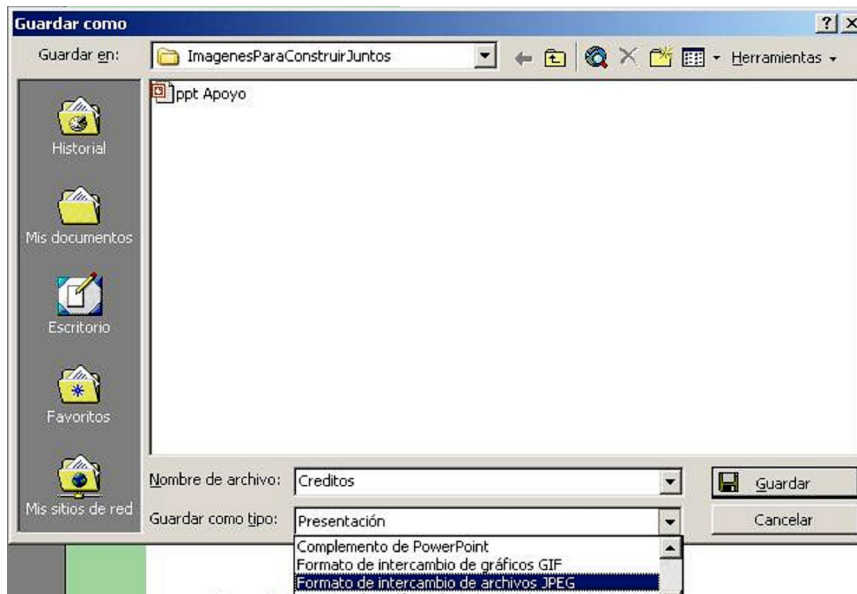 Guardar como
Guardar en:
ImagenesParaConstruirJuntos
Herramientas
ppt Apoyo
Historial
Mis documentos
Escritorio
Favoritos
Mis sitios de red
Nombre de archivo:
Creditos
Guardar
Guardar como tipo:
Presentación
Cancelar
Complemento de PowerPoint
Formato de intercambio de gráficos GIF
Formato de intercambio de archivos JPEG